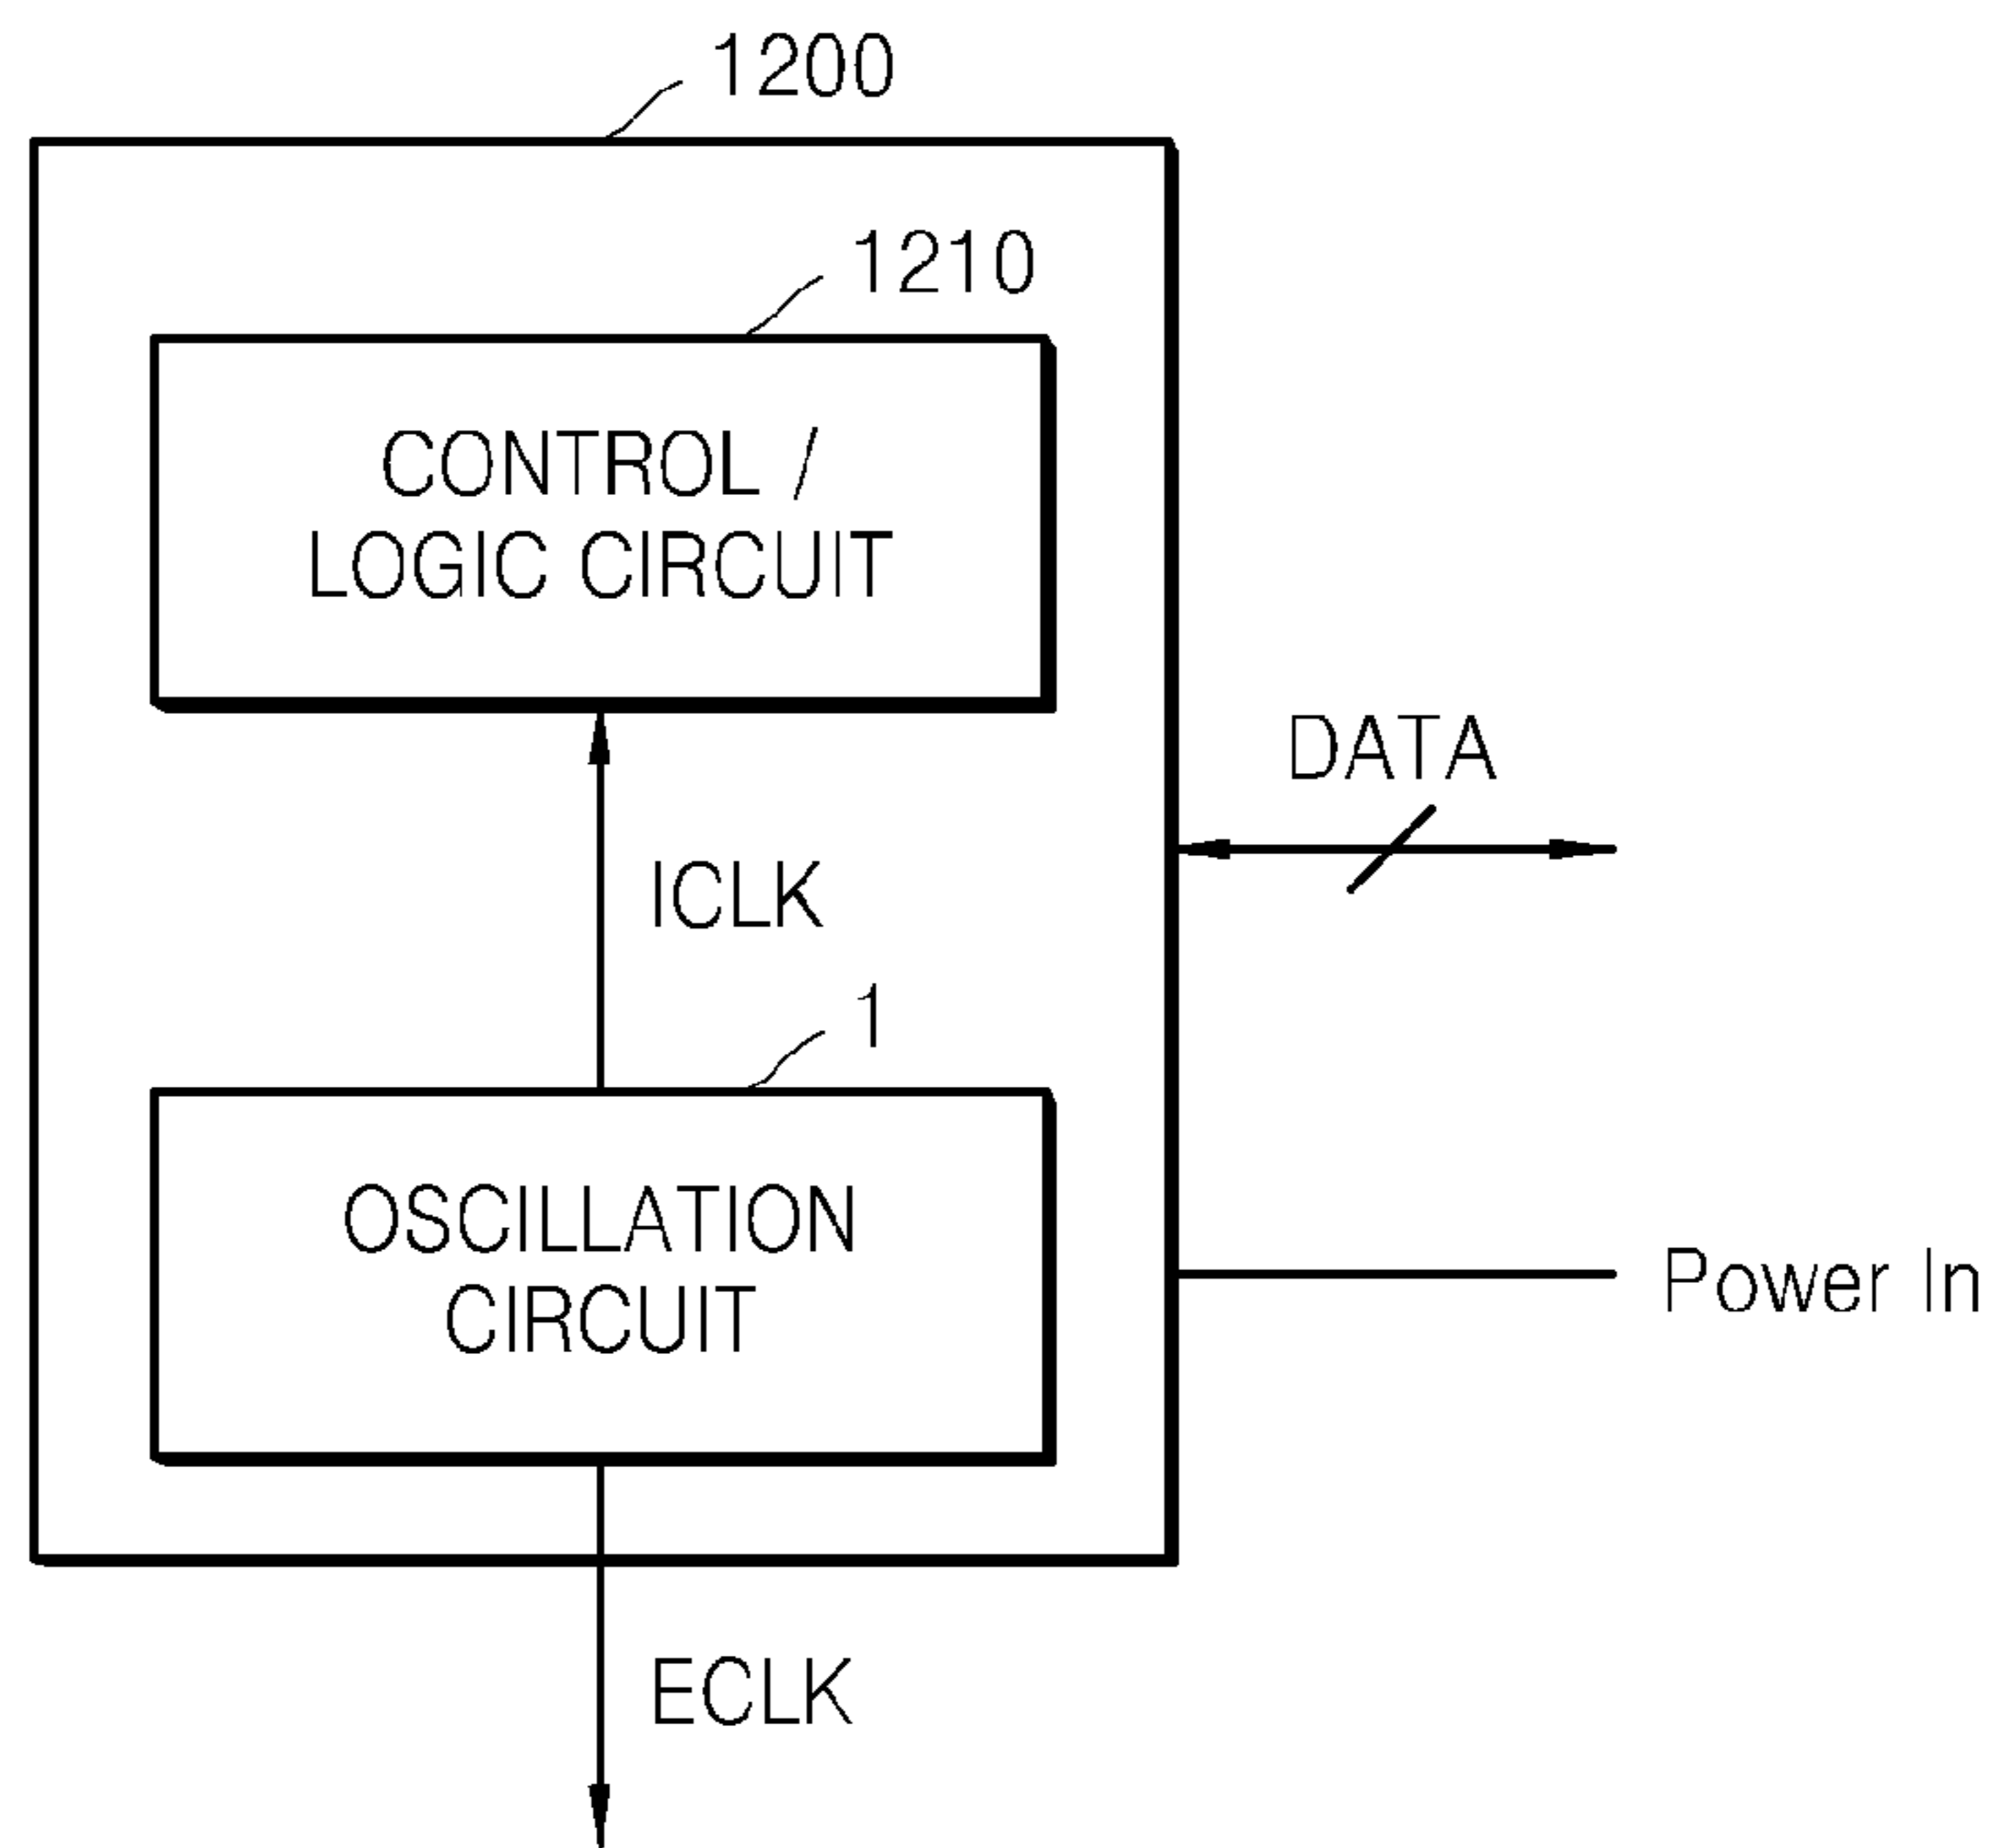 1200
1210
CONTROL /
LOGIC CIRCUIT
DATA
ICLK
1
OSCILLATION
CIRCUIT
Power In
ECLK